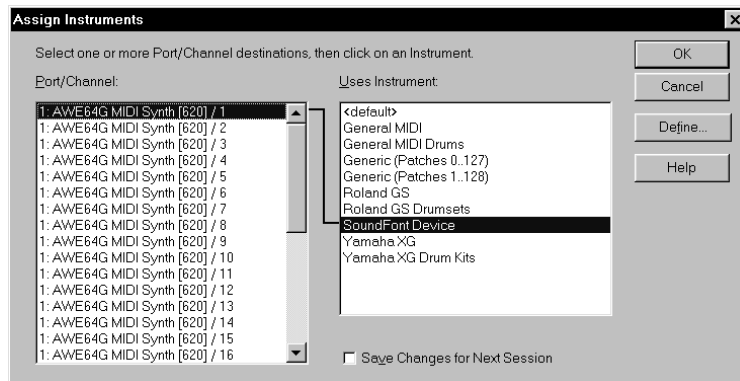 Assign Instruments
Select one or more Port/Channel destinations, then click on an Instrument.
Port/Channel:
1: AWE64G MIDI Synth [620] / 1
1: AWE64G MIDI Synth [620] / 2
1: AWE64G MIDI Synth [620] / 3
1: AWE64G MIDI Synth [620] / 4
1: AWE64G MIDI Synth [620] / 5
1: AWE64G MIDI Synth [620] / 6
1: AWE64G MIDI Synth [620] / 7
1: AWE64G MIDI Synth [620] / 8
1: AWE64G MIDI Synth [620] / 9
1: AWE64G MIDI Synth [620] / 10
1: AWE64G MIDI Synth [620] / 11
1: AWE64G MIDI Synth [620] / 12
1: AWE64G MIDI Synth [620] / 13
1: AWE64G MIDI Synth [620] / 14
1: AWE64G MIDI Synth [620] / 15
1: AWE64G MIDI Synth [620] / 16
Uses Instrument:
<default>
General MIDI
General MIDI Drums
Generic (Patches 0..127)
Generic (Patches 1..128)
Roland GS
Roland GS Drumsets
SoundFont Device
Yamaha XG
Yamaha XG Drum Kits
Save Changes for Next Session
OK
Cancel
Define...
Help